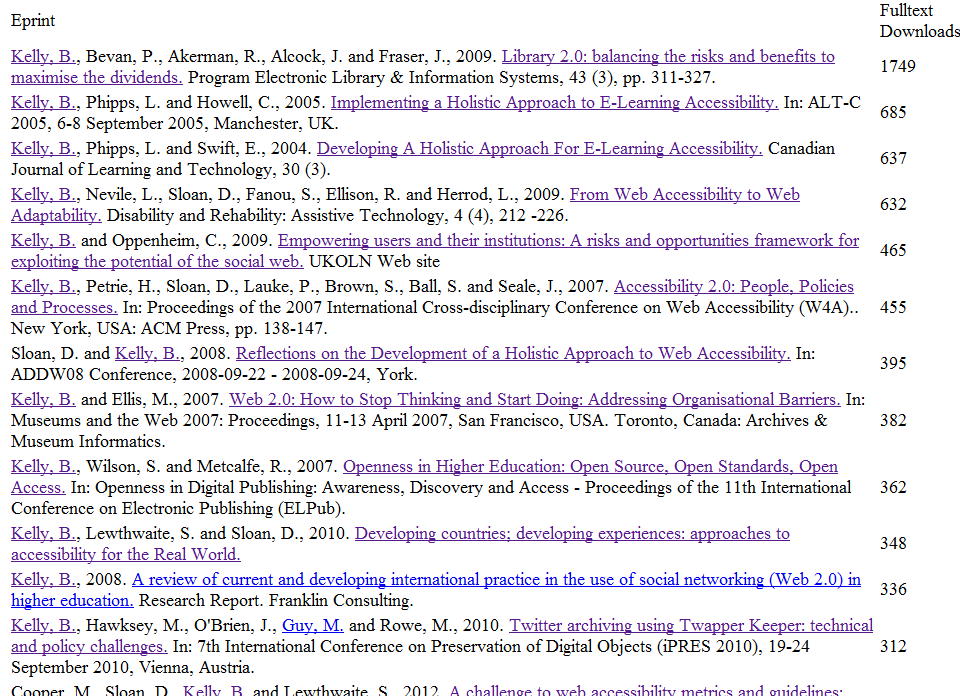 Eprint
Fulltext
Downloads
Kelly, B., Bevan, P., Akerman, R., Alcock, J. and Fraser, J., 2009. Library 2.0: balancing the risks and benefits to
maximise the dividends. Program Electronic Library & Information Systems, 43 (3), pp. 311-327.
1749
Kelly, B., Phipps, L. and Howell, C., 2005. Implementing a Holistic Approach to E-Learning Accessibility. In: ALT-C
2005, 6-8 September 2005, Manchester, UK.
685
Kelly, B., Phipps, L. and Swift, E., 2004. Developing A Holistic Approach For E-Learning Accessibility. Canadian
Journal of Learning and Technology, 30 (3).
637
Kelly, B., Nevile, L., Sloan, D., Fanou, S., Ellison, R. and Herrod, L., 2009. From Web Accessibility to Web
Adaptability. Disability and Rehability: Assistive Technology, 4 (4), 212 -226.
632
Kelly, B. and Oppenheim, C., 2009. Empowering users and their institutions: A risks and opportunities framework for
exploiting the potential of the social web. UKOLN Web site
465
Kelly, B., Petrie, H., Sloan, D., Lauke, P., Brown, S., Ball, S. and Seale, J., 2007. Accessibility 2.0: People, Policies
and Processes. In: Proceedings of the 2007 International Cross-disciplinary Conference on Web Accessibility (W4A)..
New York, USA: ACM Press, pp. 138-147.
455
Sloan, D. and Kelly, B., 2008. Reflections on the Development of a Holistic Approach to Web Accessibility. In:
ADDW08 Conference, 2008-09-22 - 2008-09-24, York.
395
Kelly, B. and Ellis, M., 2007. Web 2.0: How to Stop Thinking and Start Doing: Addressing Organisational Barriers. In:
Museums and the Web 2007: Proceedings, 11-13 April 2007, San Francisco, USA. Toronto, Canada: Archives &
Museum Informatics.
382
Kelly, B., Wilson, S. and Metcalfe, R., 2007. Openness in Higher Education: Open Source, Open Standards, Open
Access. In: Openness in Digital Publishing: Awareness, Discovery and Access - Proceedings of the 11th International
Conference on Electronic Publishing (ELPub).
362
Kelly, B., Lewthwaite, S. and Sloan, D., 2010. Developing countries; developing experiences: approaches to
accessibility for the Real World.
348
Kelly, B., 2008. A review of current and developing international practice in the use of social networking (Web 2.0) in
higher education. Research Report. Franklin Consulting.
336
Kelly, B., Hawksey, M., O'Brien, J., Guy, M. and Rowe, M., 2010. Twitter archiving using Twapper Keeper: technical
and policy challenges. In: 7th International Conference on Preservation of Digital Objects (iPRES 2010), 19-24
September 2010, Vienna, Austria.
312
Cooper, M., Sloan, D., Kelly, B. and Lewthwaite, S., 2012. A challenge to web accessibility metrics and guidelines: